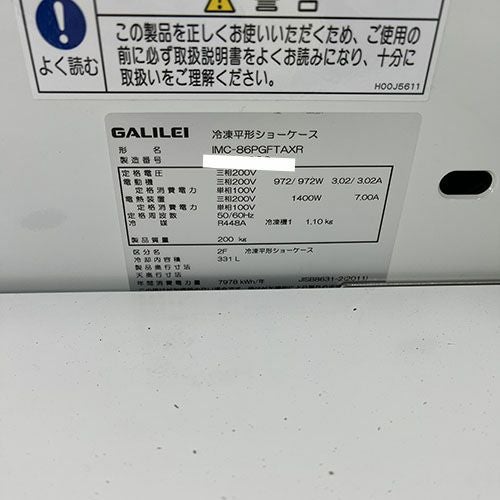 警告
この製品を正しくお使いいただくため、ご使用の
前に必ず取扱説明書をよくお読みになり、十分に
取扱いをご理解ください。
よく読む
H00J5611
GALILEI 冷凍平形ショーケース
形名 IMC-86PGFTAXR
製造番号
定格電圧 三相200V
電動機 三相200V 972/972W 3.02/3.02A
定格消費電力 単相100V
電熱装置 三相200V 1400W 7.00A
定格消費電力 単相100V
定格周波数 50/60Hz
冷媒 R448A 冷凍機1 1.10kg
製品質量 200 kg
区分名 2F 冷凍平形ショーケース
冷却内容積 331 L
製品奥行寸法
天奥行寸法 JISB8631-2(2011)
年間消費電力量 7978 kWh/年